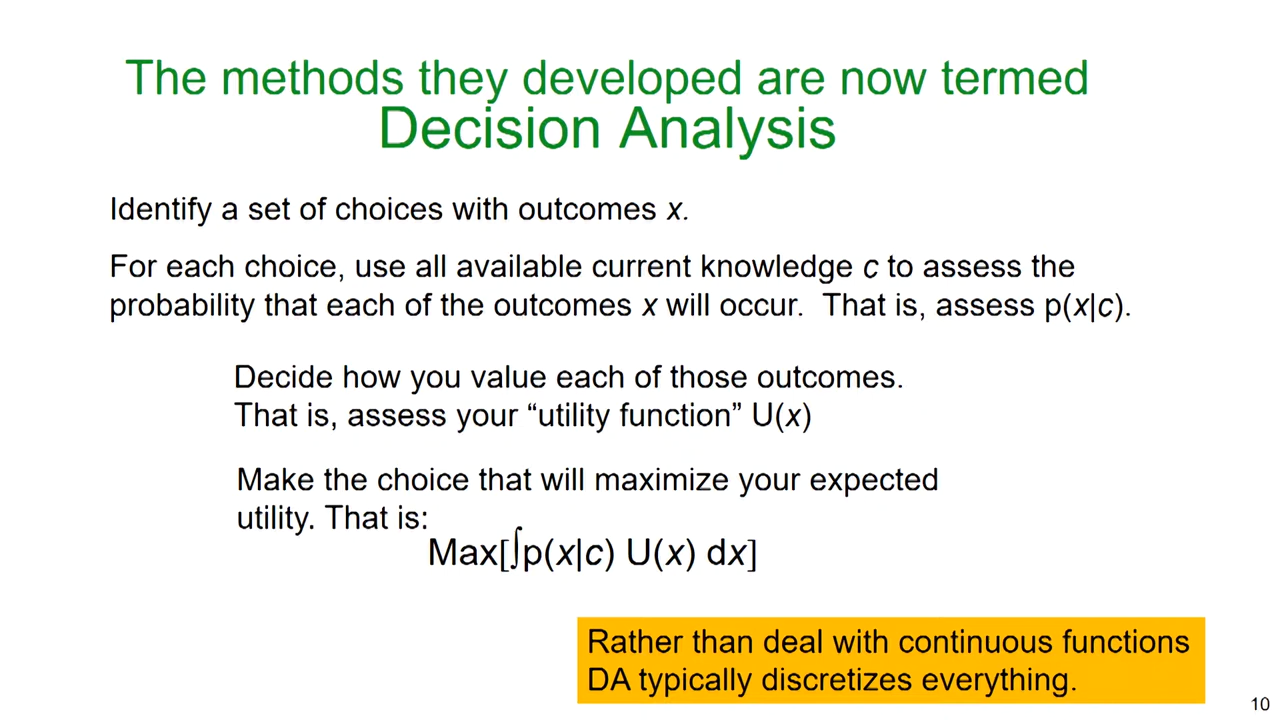 The methods they developed are now termed
Decision Analysis
Identify a set of choices with outcomes x.
For each choice, use all available current knowledge c to assess the
probability that each of the outcomes x will occur.  That is, assess p(x|c).
Decide how you value each of those outcomes.
That is, assess your “utility function” U(x)
Make the choice that will maximize your expected
utility. That is:
Max[∫p(x|c) U(x) dx]
Rather than deal with continuous functions
DA typically discretizes everything.
10